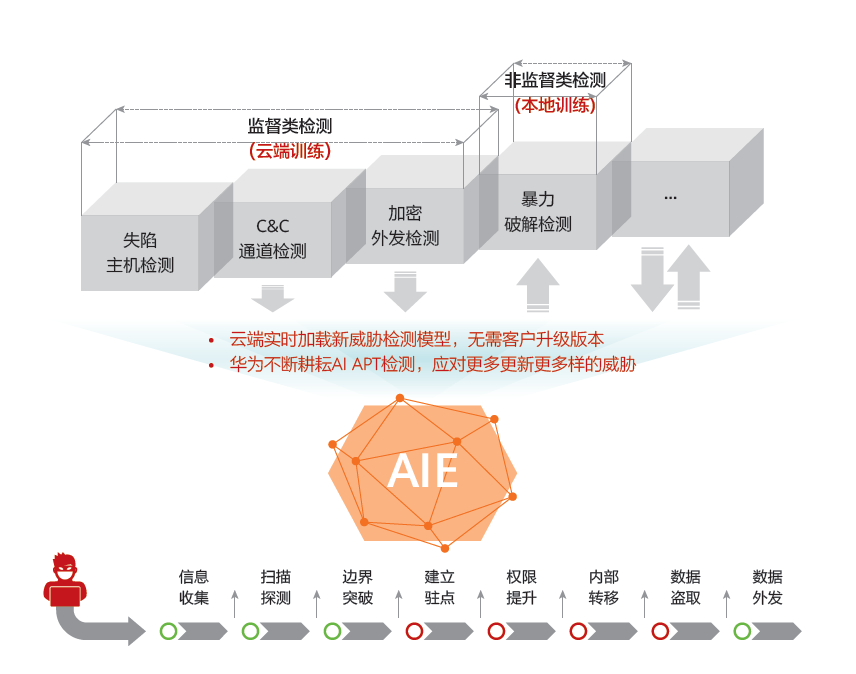 非监督类检测
(本地训练)
监督类检测
(云端训练)
失陷
主机检测
C&C
通道检测
加密
外发检测
暴力
破解检测
...
• 云端实时加载新威胁检测模型，无需客户升级版本
• 华为不断耕耘AI APT检测，应对更多更新更多样的威胁
AIE
信息
收集
扫描
探测
边界
突破
建立
驻点
权限
提升
内部
转移
数据
盗取
数据
外发